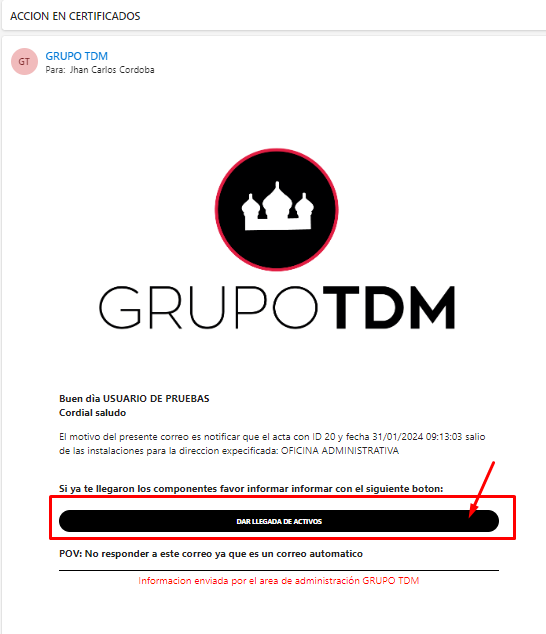 ACCION EN CERTIFICADOS
GT
GRUPO TDM
Para: Jhan Carlos Cordoba
GRUPOTDM
Buen dia USUARIO DE PRUEBAS
Cordial saludo
El motivo del presente correo es notificar que el acta con ID 20 y fecha 31/01/2024 09:13:03 salio
de las instalaciones para la direccion expecificada: OFICINA ADMINISTRATIVA
Si ya te llegaron los componentes favor informar informar con el siguiente boton:
DAR LLEGADA DE ACTIVOS
POV: No responder a este correo ya que es un correo automatico
Informacion enviada por el area de administración GRUPO TDM